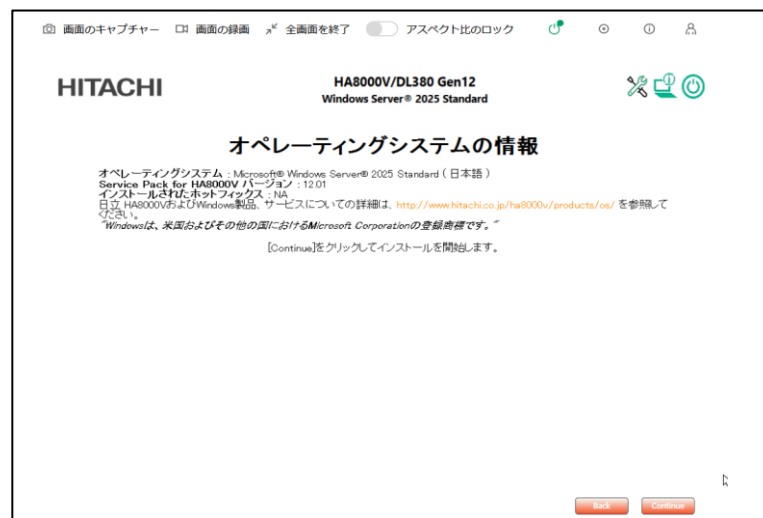 画面のキャプチャー 画面の録画 全画面を終了 アスペクト比のロック
HITACHI
HA8000V/DL380 Gen12
Windows Server® 2025 Standard
オペレーティングシステムの情報
オペレーティングシステム : Microsoft® Windows Server® 2025 Standard ( 日本語 )
Service Pack for HA8000V バージョン : 12.01
インストールされたホットフィックス : NA
日立 HA8000VおよびWindows製品、サービスについての詳細は、http://www.hitachi.co.jp/ha8000v/products/os/ を参照して
ください。
"Windowsは、米国およびその他の国におけるMicrosoft Corporationの登録商標です。"
[Continue]をクリックしてインストールを開始します。
Back Continue